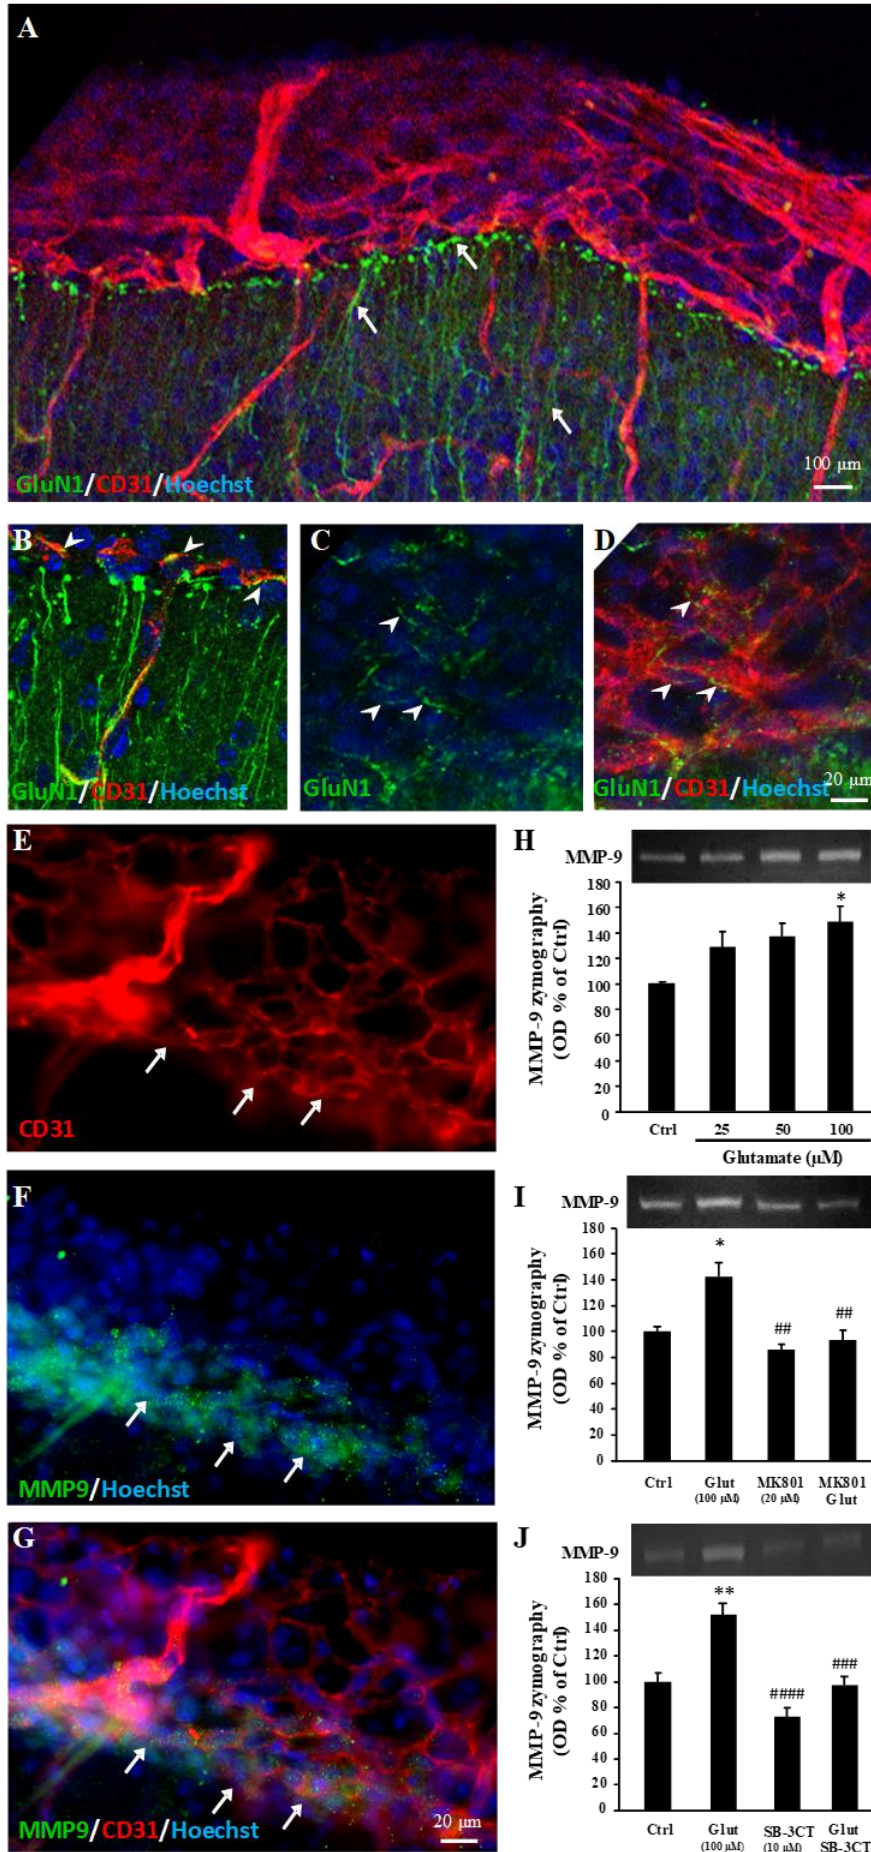 A
GluN1/CD31/Hoechst
100 µm
B
GluN1/CD31/Hoechst
C
GluN1
D
GluN1/CD31/Hoechst
20 µm
E
CD31
F
MMP9/Hoechst
G
MMP9/CD31/Hoechst
20 µm
H
MMP-9
MMP-9 zymography
(OD % of Ctrl)
180
160
140
120
100
80
60
40
20
0
*
Ctrl 25 50 100
Glutamate (µM)
I
MMP-9
MMP-9 zymography
(OD % of Ctrl)
180
160
140
120
100
80
60
40
20
0
* ## ##
Ctrl Glut MK801 MK801
(100 µM) (20 µM) Glut
J
MMP-9
MMP-9 zymography
(OD % of Ctrl)
180
160
140
120
100
80
60
40
20
0
** #### ###
Ctrl Glut SB-3CT Glut
(100 µM) (10 µM) SB-3CT